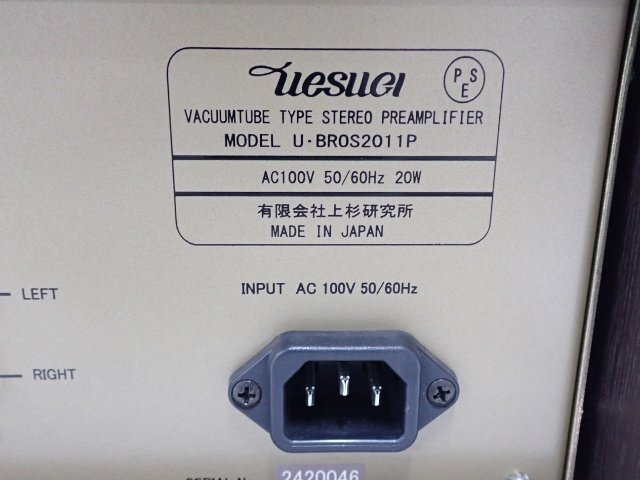 uesugi
PSE
VACUUMTUBE TYPE STEREO PREAMPLIFIER
MODEL U・BROS2011P
AC100V 50/60Hz 20W
有限会社上杉研究所
MADE IN JAPAN
INPUT AC 100V 50/60Hz
LEFT
RIGHT
SERIAL N
2420046